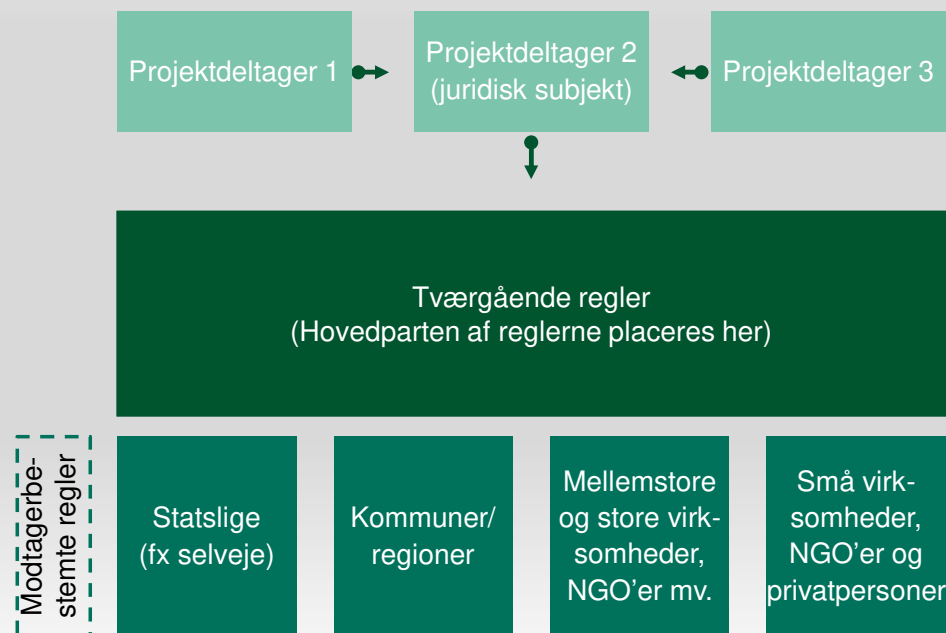 Projektdeltager 1
Projektdeltager 2
(juridisk subjekt)
Projektdeltager 3
Tværgående regler
(Hovedparten af reglerne placeres her)
Modtagerbe-
stemte regler
Statslige
(fx selveje)
Kommuner/
regioner
Mellemstore
og store virk-
somheder,
NGO'er mv.
Små virk-
somheder,
NGO'er og
privatpersoner